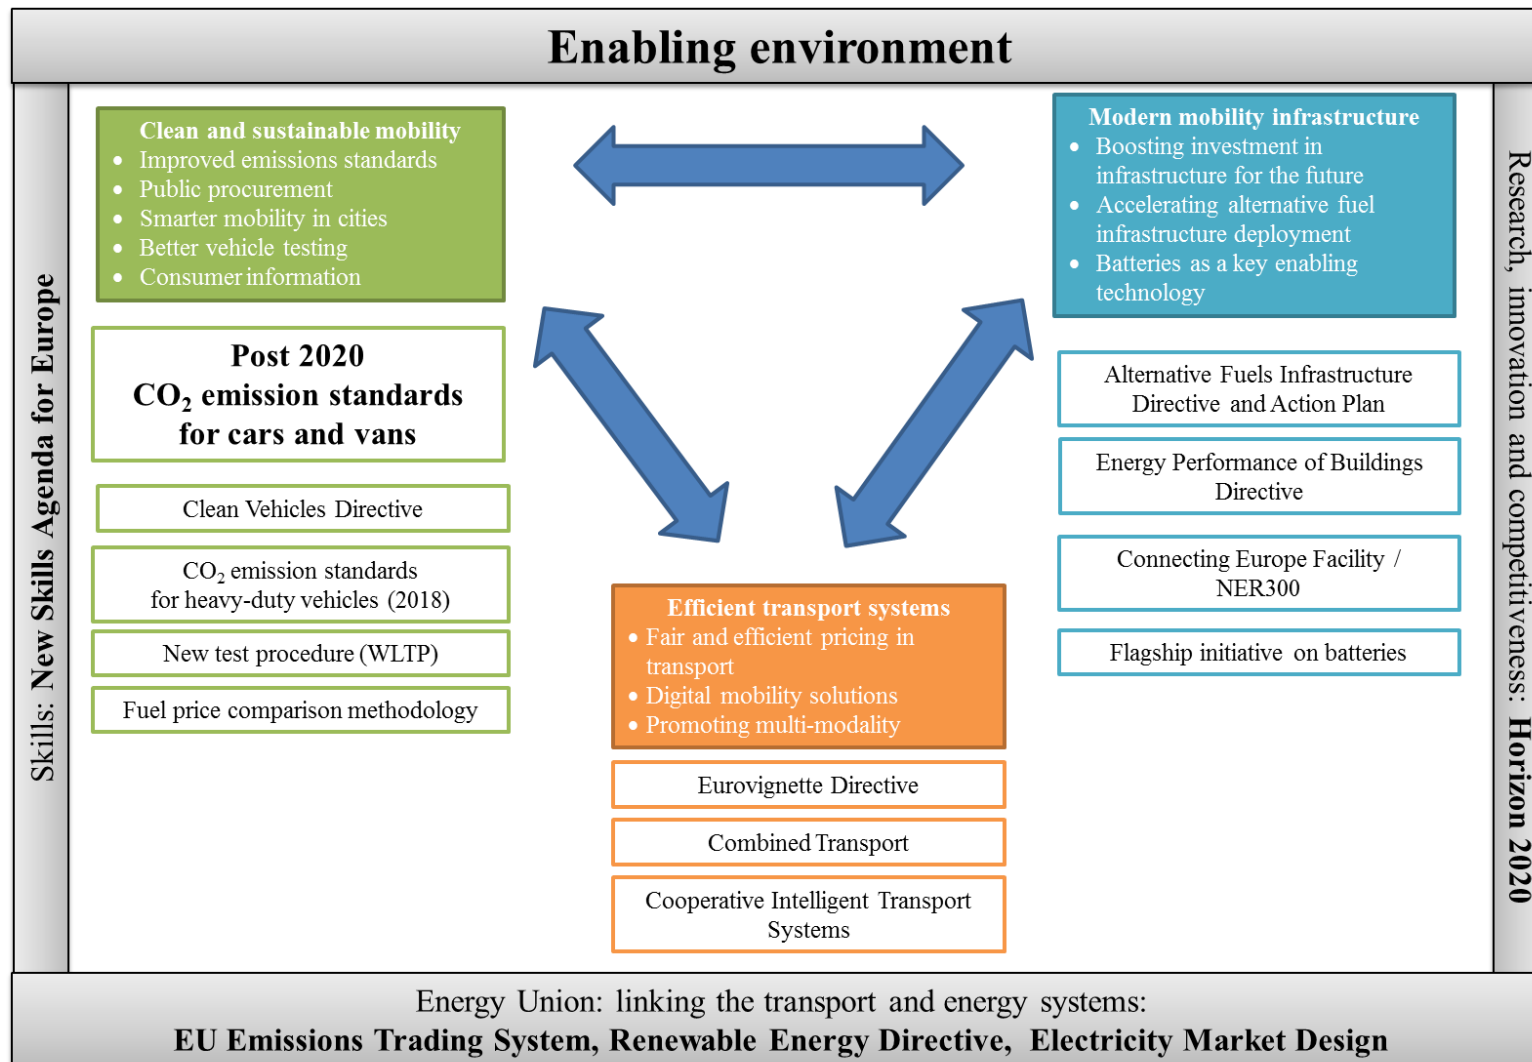 Enabling environment
Skills: New Skills Agenda for Europe
Clean and sustainable mobility
• Improved emissions standards
• Public procurement
• Smarter mobility in cities
• Better vehicle testing
• Consumer information
Post 2020
CO₂ emission standards
for cars and vans
Clean Vehicles Directive
CO₂ emission standards
for heavy-duty vehicles (2018)
New test procedure (WLTP)
Fuel price comparison methodology
Efficient transport systems
• Fair and efficient pricing in
transport
• Digital mobility solutions
• Promoting multi-modality
Eurovignette Directive
Combined Transport
Cooperative Intelligent Transport
Systems
Modern mobility infrastructure
• Boosting investment in
infrastructure for the future
• Accelerating alternative fuel
infrastructure deployment
• Batteries as a key enabling
technology
Alternative Fuels Infrastructure
Directive and Action Plan
Energy Performance of Buildings
Directive
Connecting Europe Facility /
NER300
Flagship initiative on batteries
Research, innovation and competitiveness: Horizon 2020
Energy Union: linking the transport and energy systems:
EU Emissions Trading System, Renewable Energy Directive, Electricity Market Design